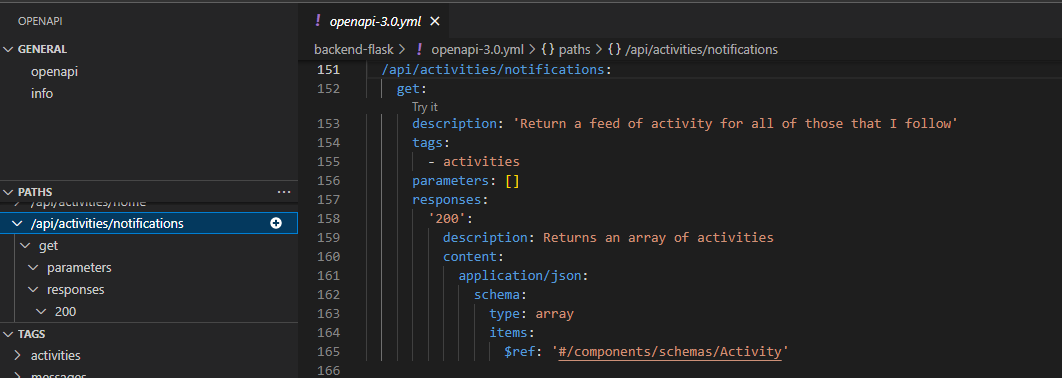 OPENAPI
GENERAL
openapi
info
PATHS
/api/activities/home
/api/activities/notifications
get
parameters
responses
200
TAGS
activities
messages
! openapi-3.0.yml ×
backend-flask > ! openapi-3.0.yml > {} paths > {} /api/activities/notifications
151 /api/activities/notifications:
152 get:
Try it
153 description: 'Return a feed of activity for all of those that I follow'
154 tags:
155 - activities
156 parameters: []
157 responses:
158 '200':
159 description: Returns an array of activities
160 content:
161 application/json:
162 schema:
163 type: array
164 items:
165 $ref: '#/components/schemas/Activity'
166